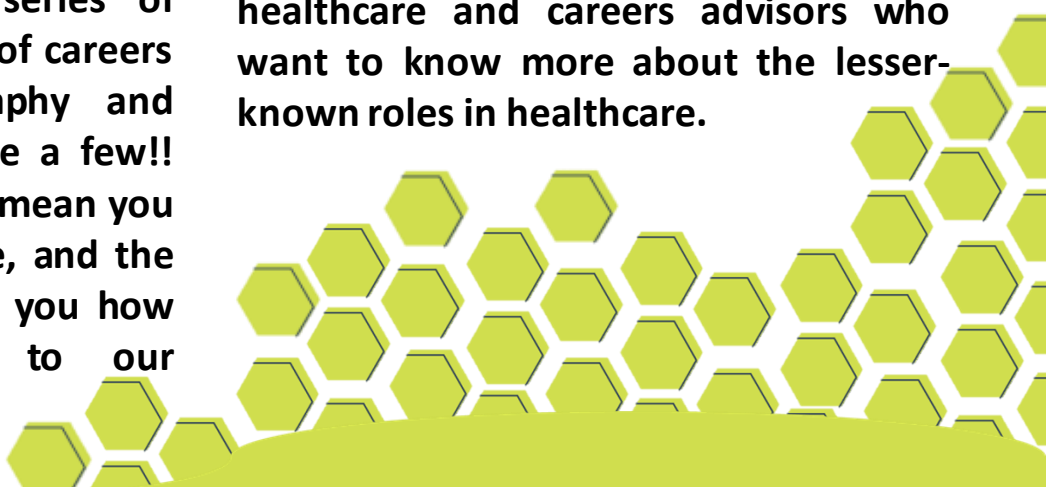 series of
of careers
and
e a few!!
mean you
, and the
you how
to our
healthcare and careers advisors who
want to know more about the lesser-
known roles in healthcare.